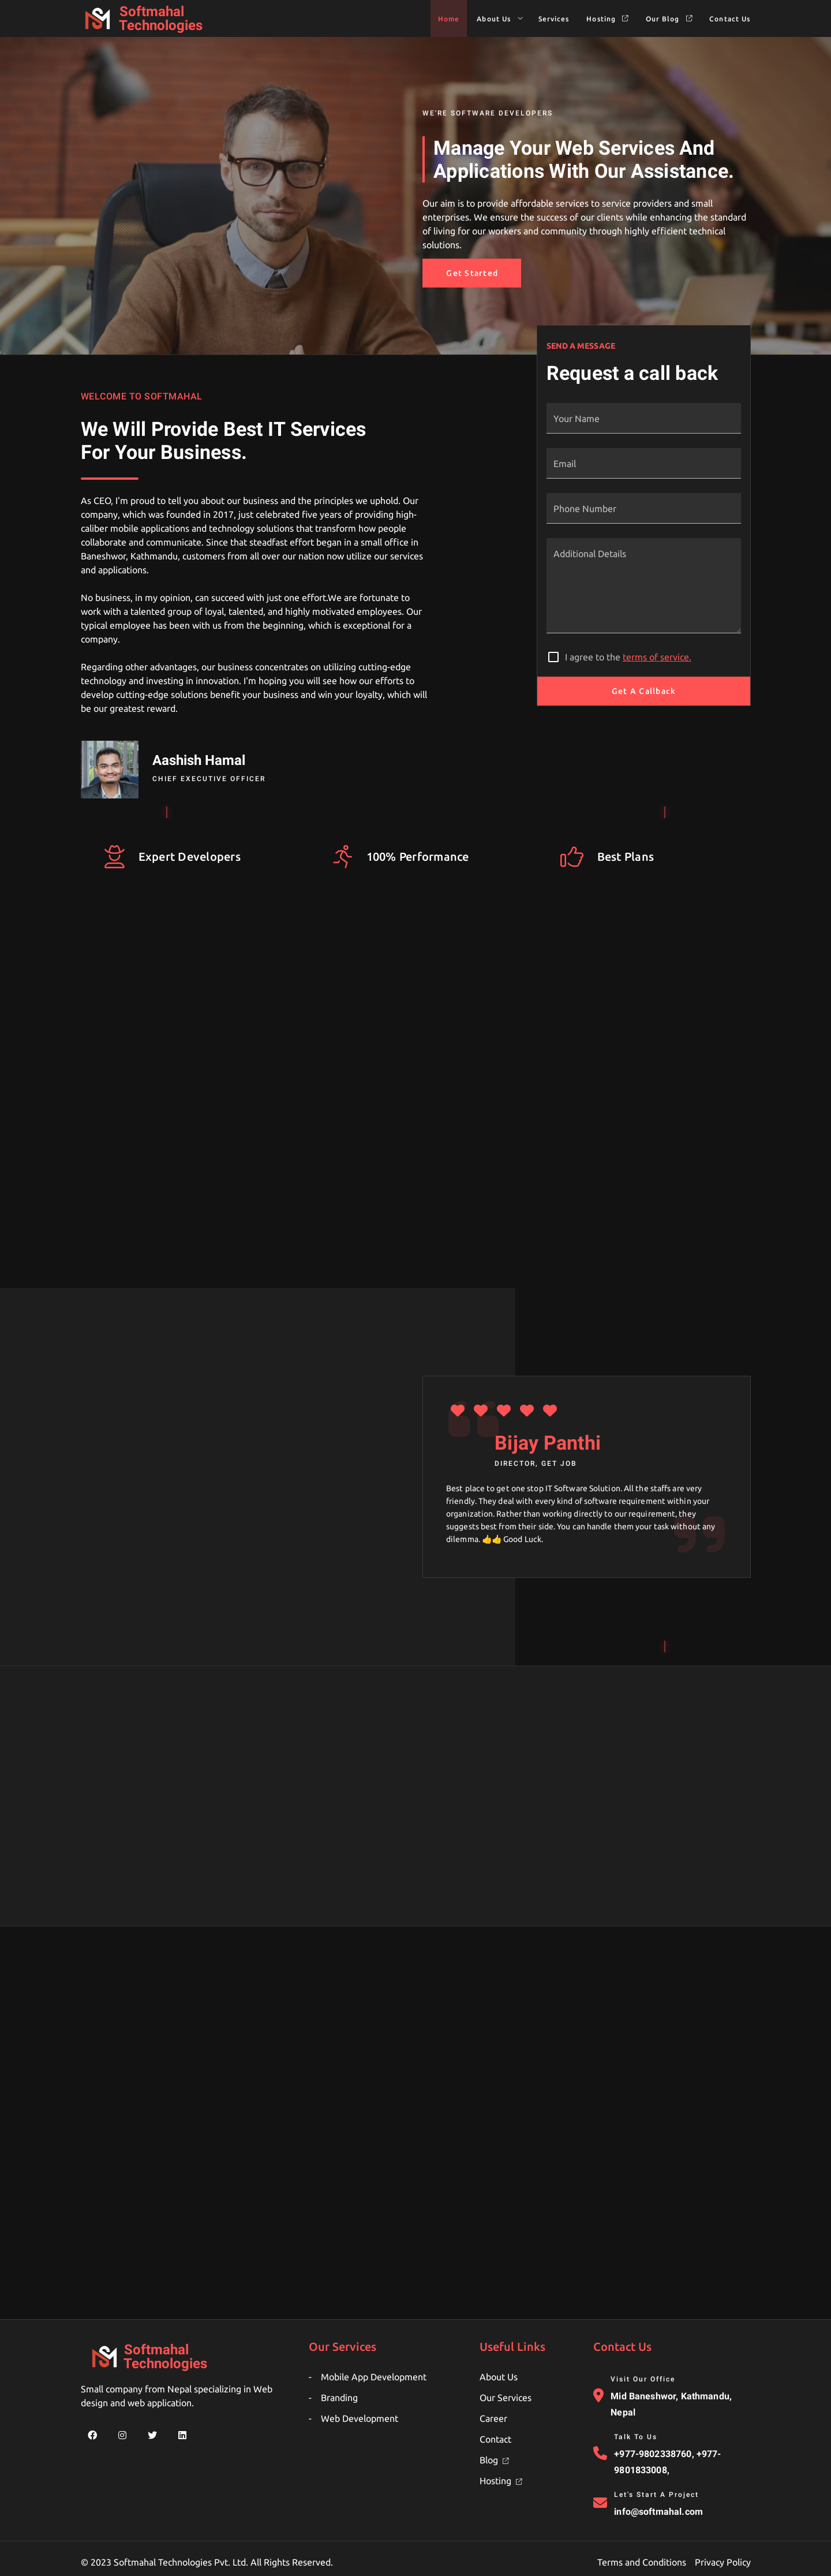 Softmahal
Technologies
Home
About Us
Services
Hosting
Our Blog
Contact Us
WE'RE SOFTWARE DEVELOPERS
Manage Your Web Services And
Applications With Our Assistance.
Our aim is to provide affordable services to service providers and small
enterprises. We ensure the success of our clients while enhancing the standard
of living for our workers and community through highly efficient technical
solutions.
Get Started
SEND A MESSAGE
Request a call back
Your Name
Email
Phone Number
Additional Details
I agree to the terms of service.
Get A Callback
WELCOME TO SOFTMAHAL
We Will Provide Best IT Services
For Your Business.
As CEO, I'm proud to tell you about our business and the principles we uphold. Our
company, which was founded in 2017, just celebrated five years of providing high-
caliber mobile applications and technology solutions that transform how people
collaborate and communicate. Since that steadfast effort began in a small office in
Baneshwor, Kathmandu, customers from all over our nation now utilize our services
and applications.
No business, in my opinion, can succeed with just one effort.We are fortunate to
work with a talented group of loyal, talented, and highly motivated employees. Our
typical employee has been with us from the beginning, which is exceptional for a
company.
Regarding other advantages, our business concentrates on utilizing cutting-edge
technology and investing in innovation. I'm hoping you will see how our efforts to
develop cutting-edge solutions benefit your business and win your loyalty, which will
be our greatest reward.
Aashish Hamal
CHIEF EXECUTIVE OFFICER
Expert Developers
100% Performance
Best Plans
Bijay Panthi
DIRECTOR, GET JOB
Best place to get one stop IT Software Solution. All the staffs are very
friendly. They deal with every kind of software requirement within your
organization. Rather than working directly to our requirement, they
suggests best from their side. You can handle them your task without any
dilemma. 👍👍 Good Luck.
Softmahal
Technologies
Small company from Nepal specializing in Web
design and web application.
Our Services
- Mobile App Development
- Branding
- Web Development
Useful Links
About Us
Our Services
Career
Contact
Blog
Hosting
Contact Us
Visit Our Office
Mid Baneshwor, Kathmandu,
Nepal
Talk To Us
+977-9802338760, +977-
9801833008,
Let's Start A Project
info@softmahal.com
© 2023 Softmahal Technologies Pvt. Ltd. All Rights Reserved.
Terms and Conditions
Privacy Policy